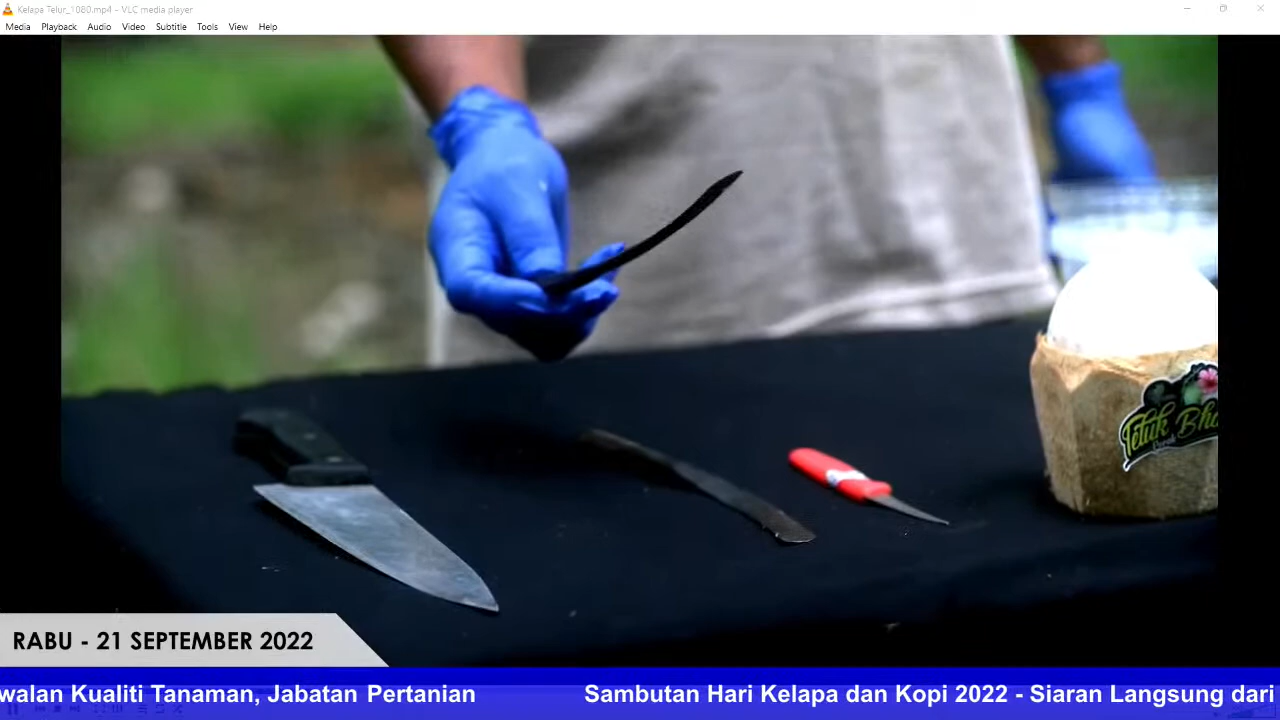 Kelapa Telur_1080.mp4 - VLC media player
Media Playback Audio Video Subtitle Tools View Help
Teluk
RABU - 21 SEPTEMBER 2022
walan Kualiti Tanaman, Jabatan Pertanian Sambutan Hari Kelapa dan Kopi 2022 - Siaran Langsung dari